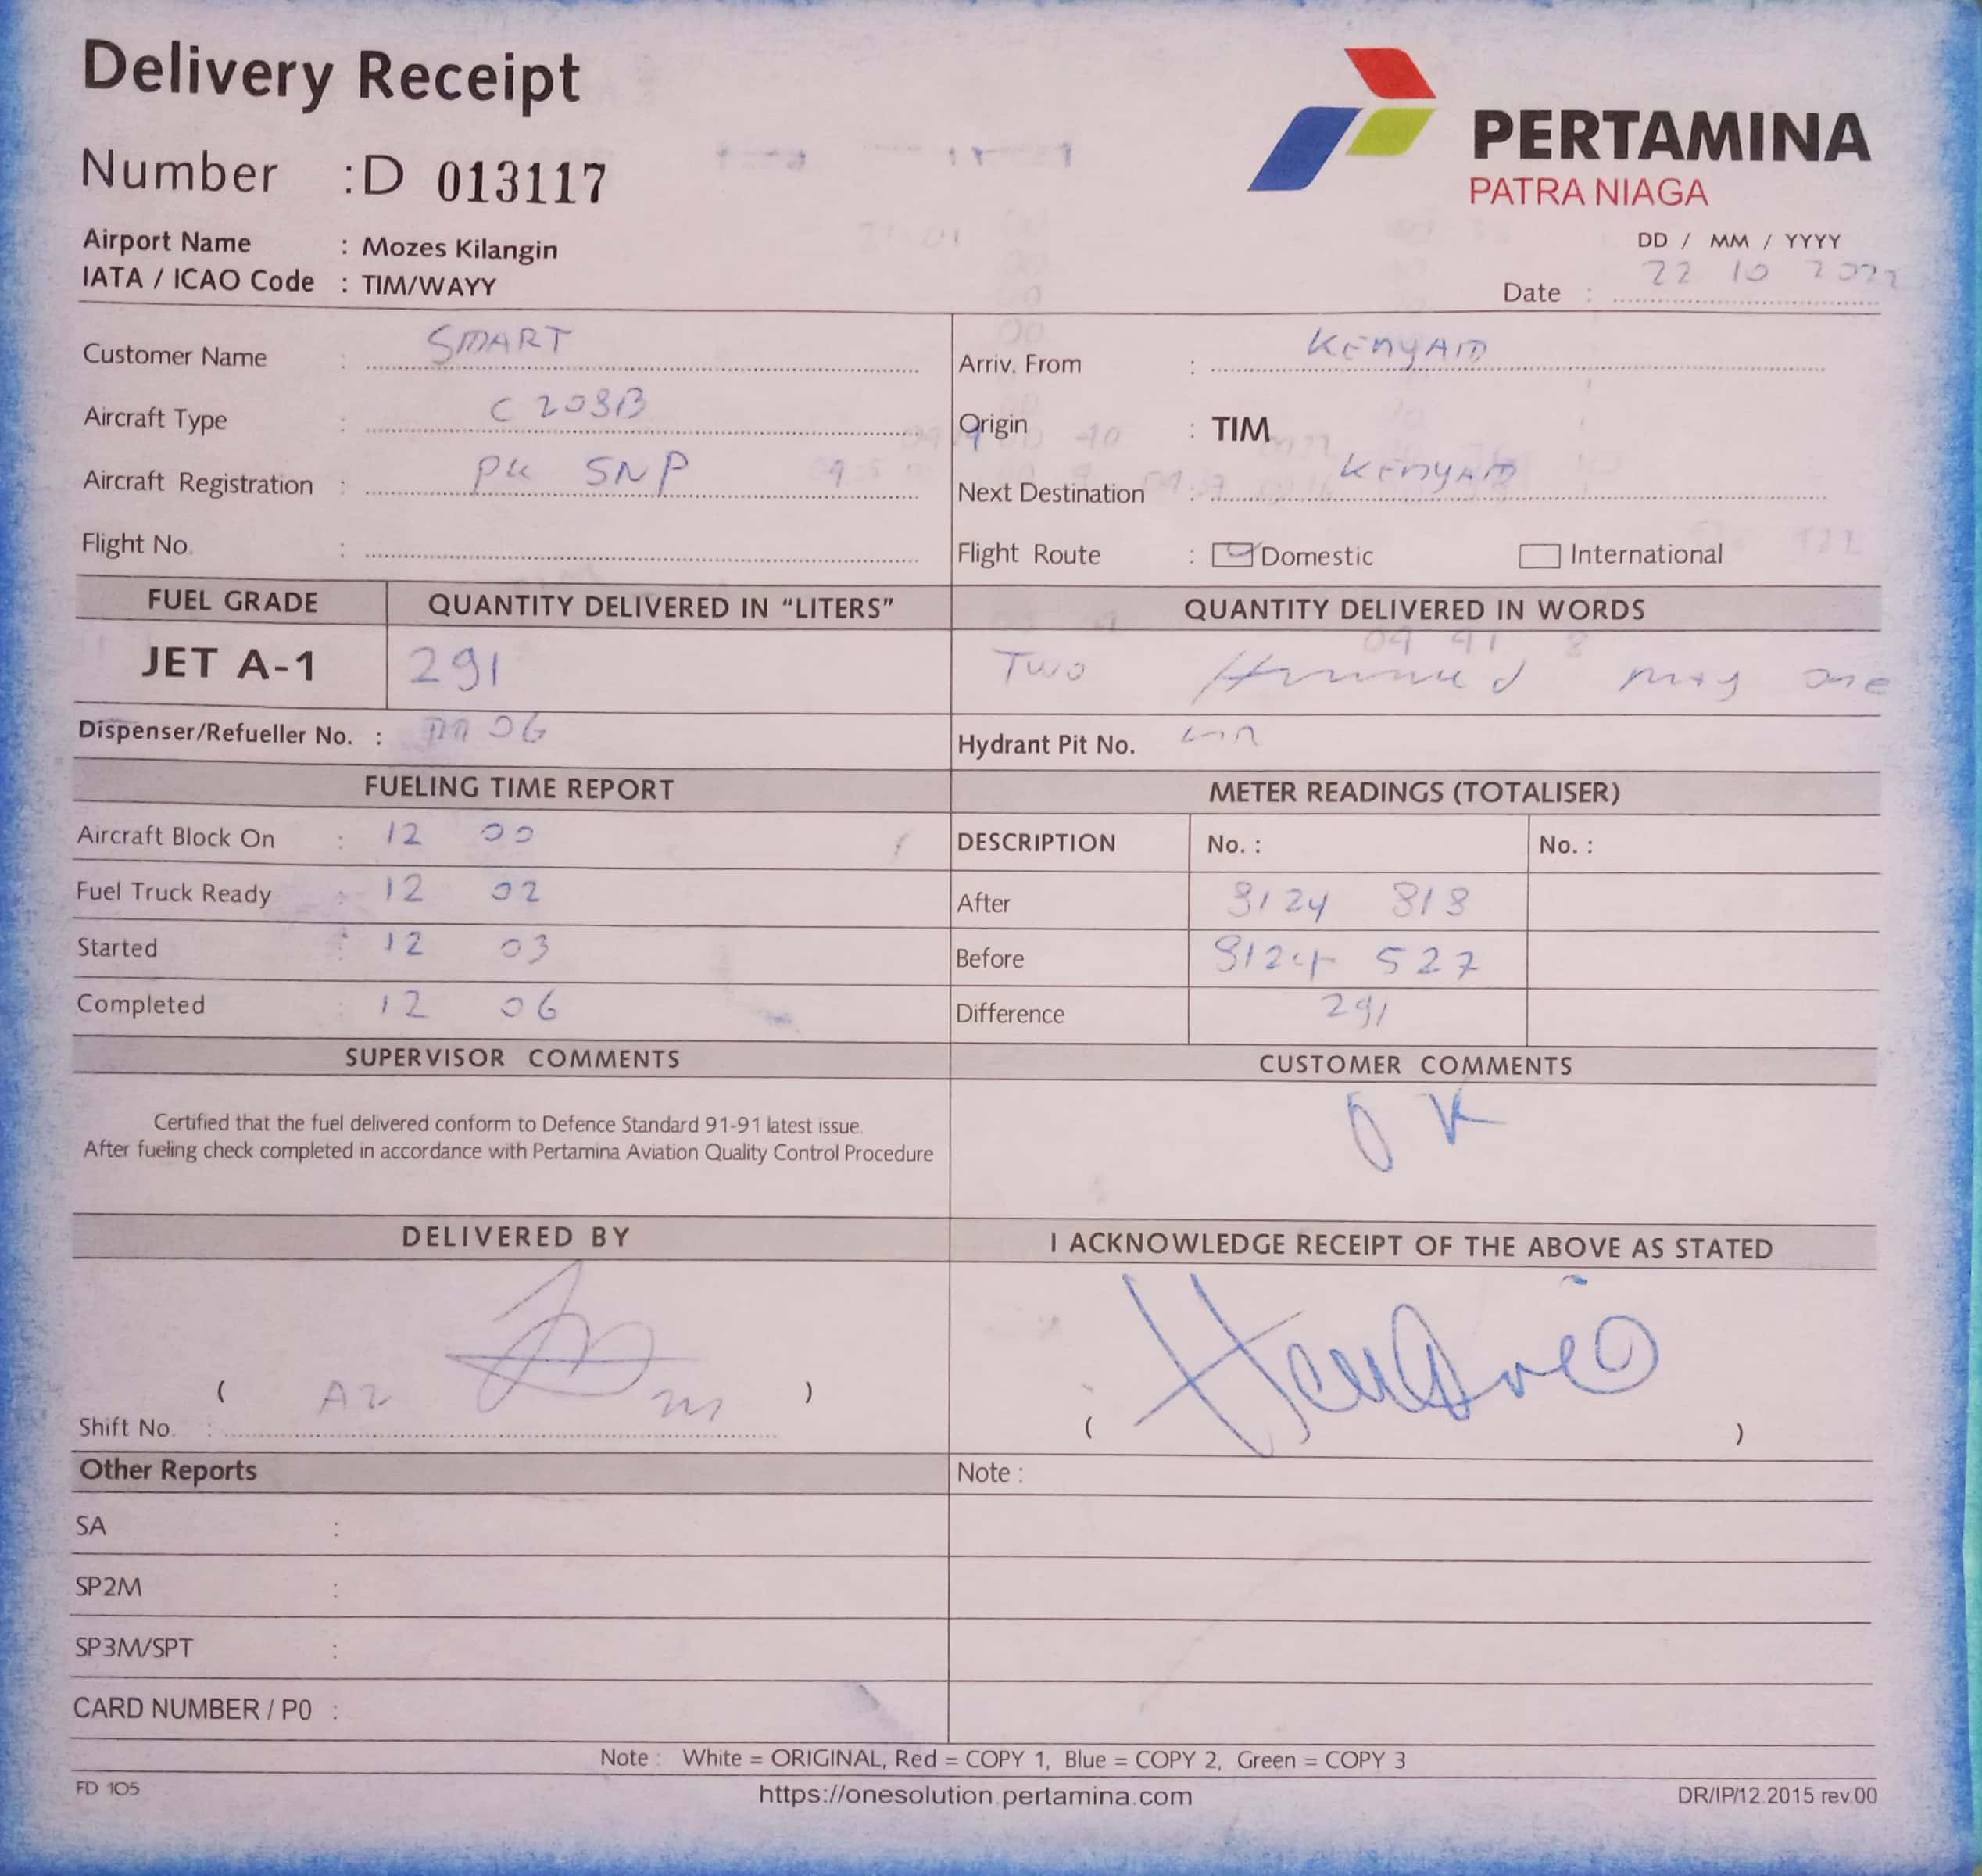 Delivery Receipt
PERTAMINA
PATRA NIAGA
Number : D 013117
Airport Name : Mozes Kilangin
IATA / ICAO Code : TIM/WAYY
DD / MM / YYYY
Date : 22 10 2022
Customer Name : SMART
Arriv. From : KENYAM
Aircraft Type : C 208B
Origin : TIM
Aircraft Registration : PK SNP
Next Destination : KENYAM
Flight No. :
Flight Route : Domestic International
FUEL GRADE QUANTITY DELIVERED IN "LITERS" QUANTITY DELIVERED IN WORDS
JET A-1 291 Two Hundred one
Dispenser/Refueller No. : 06
Hydrant Pit No.
FUELING TIME REPORT METER READINGS (TOTALISER)
Aircraft Block On : 12 00
DESCRIPTION No. : No. :
Fuel Truck Ready : 12 02
After 8124 818
Started : 12 03
Before 8124 527
Completed : 12 06
Difference 291
SUPERVISOR COMMENTS CUSTOMER COMMENTS
Certified that the fuel delivered conform to Defence Standard 91-91 latest issue.
After fueling check completed in accordance with Pertamina Aviation Quality Control Procedure
OK
DELIVERED BY I ACKNOWLEDGE RECEIPT OF THE ABOVE AS STATED
( )
( )
Shift No. :
Other Reports Note :
SA :
SP2M :
SP3M/SPT :
CARD NUMBER / P0 :
Note : White = ORIGINAL, Red = COPY 1, Blue = COPY 2, Green = COPY 3
FD 105 https://onesolution.pertamina.com DR/IP/12.2015 rev.00